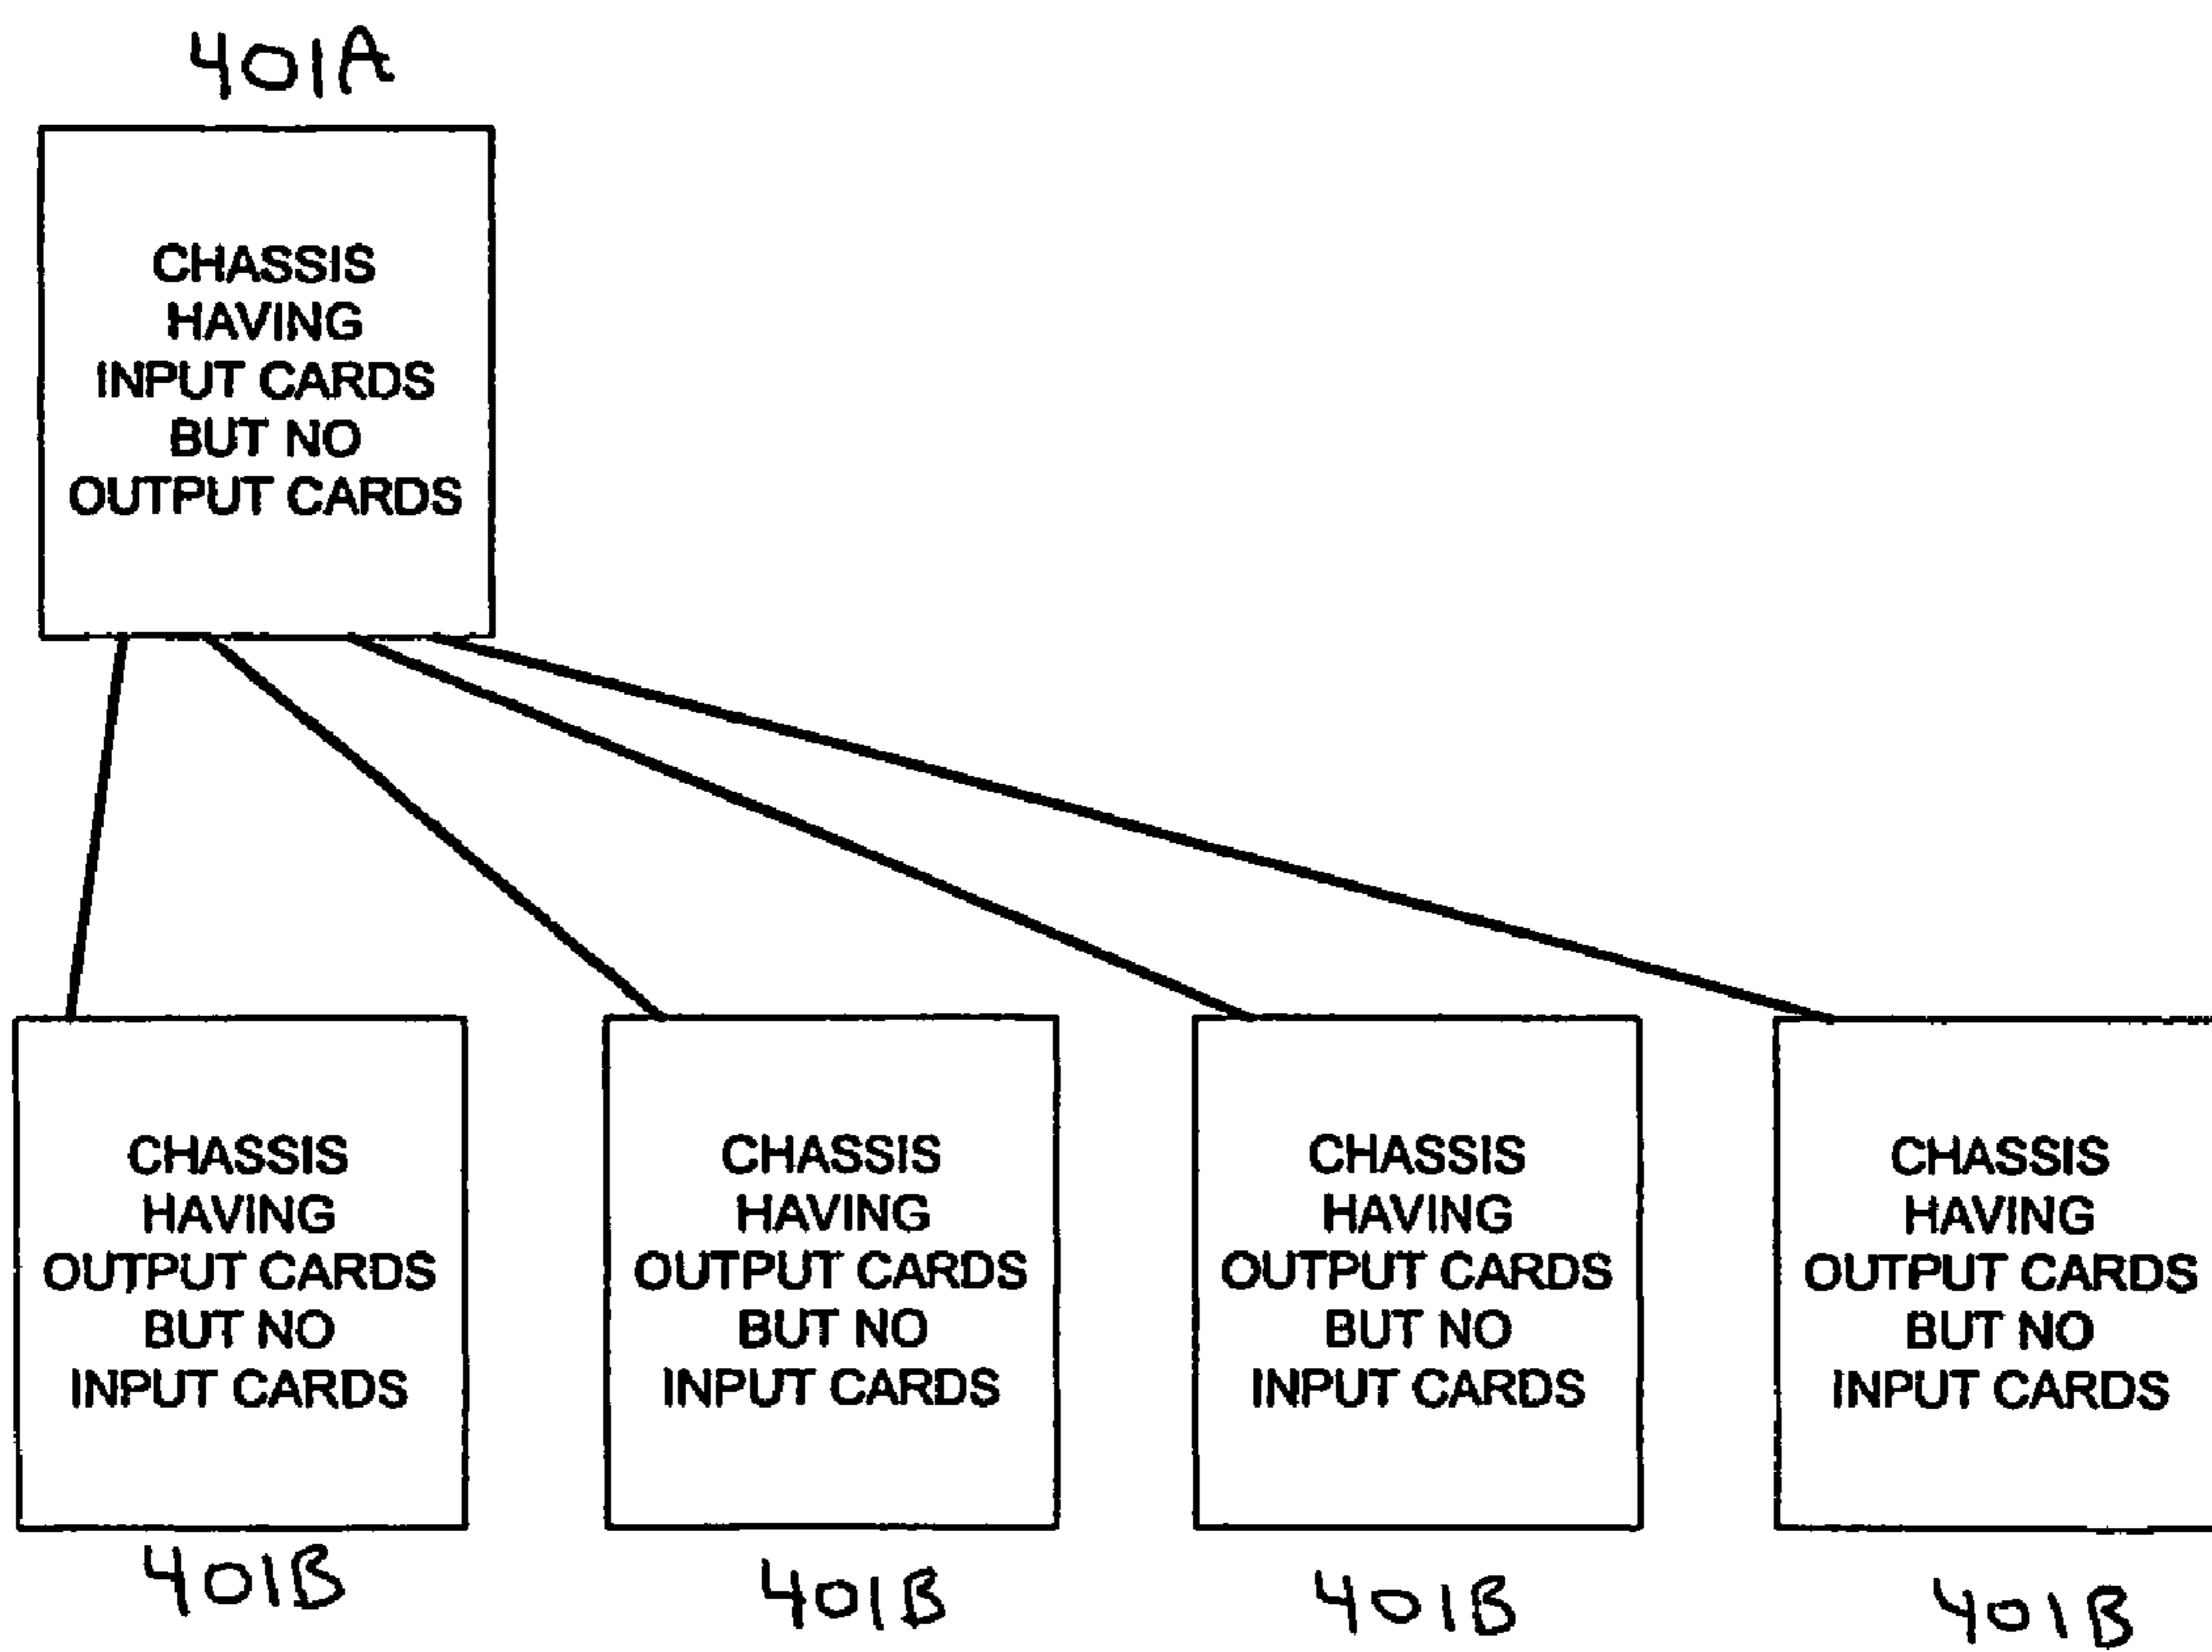 401A
CHASSIS
HAVING
INPUT CARDS
BUT NO
OUTPUT CARDS
CHASSIS
HAVING
OUTPUT CARDS
BUT NO
INPUT CARDS
401B
CHASSIS
HAVING
OUTPUT CARDS
BUT NO
INPUT CARDS
401B
CHASSIS
HAVING
OUTPUT CARDS
BUT NO
INPUT CARDS
401B
CHASSIS
HAVING
OUTPUT CARDS
BUT NO
INPUT CARDS
401B